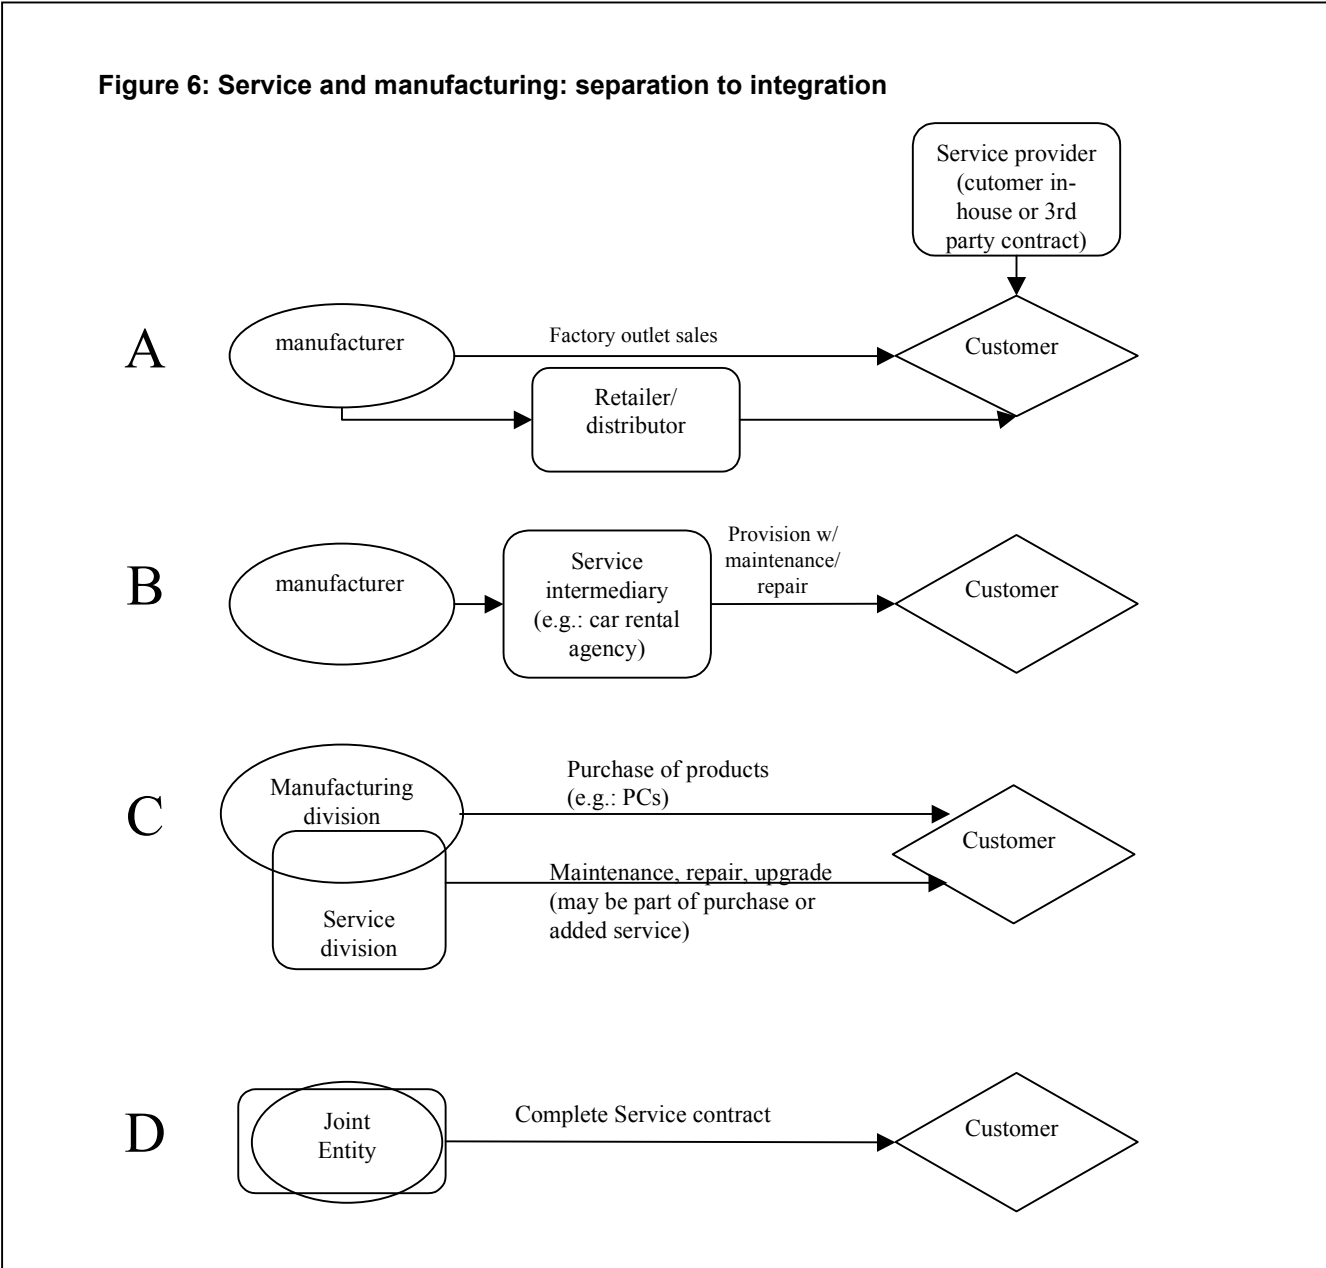 Figure 6: Service and manufacturing: separation to integration
Service provider
(cutomer in-
house or 3rd
party contract)
A
manufacturer
Factory outlet sales
Customer
Retailer/
distributor
B
manufacturer
Service
intermediary
(e.g.: car rental
agency)
Provision w/
maintenance/
repair
Customer
C
Manufacturing
division
Purchase of products
(e.g.: PCs)
Customer
Service
division
Maintenance, repair, upgrade
(may be part of purchase or
added service)
D
Joint
Entity
Complete Service contract
Customer